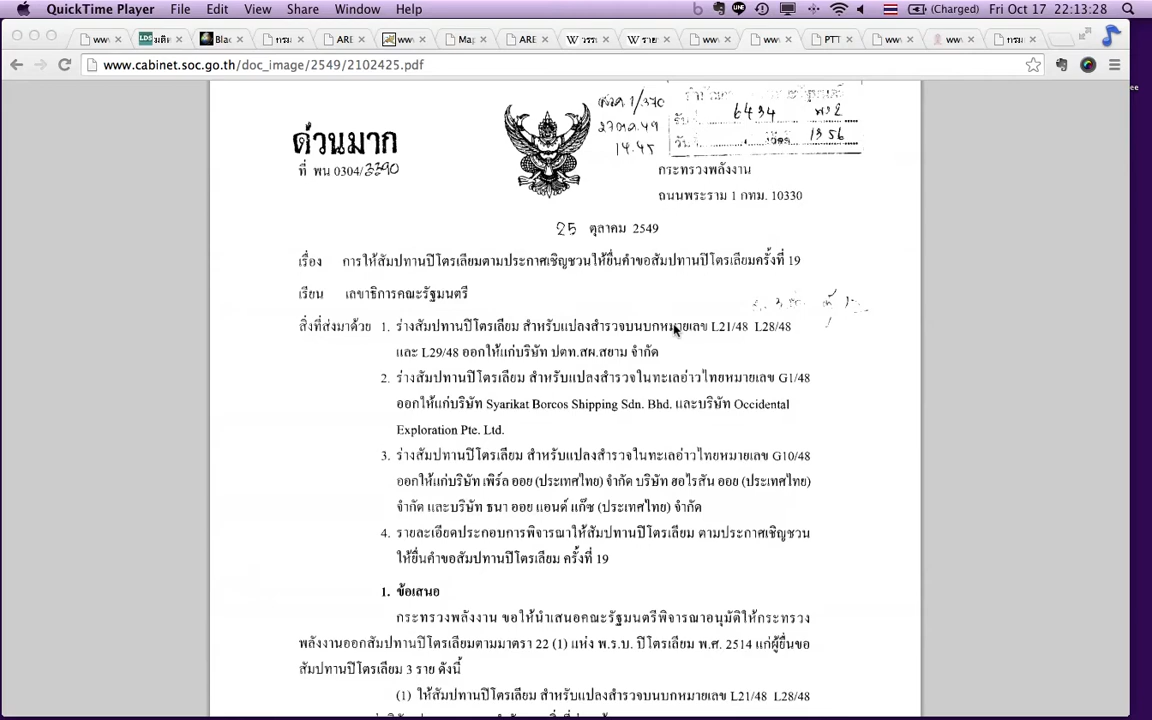 QuickTime Player File Edit View Share Window Help (Charged) Fri Oct 17 22:13:28
ARE Map ARE PTT
www.cabinet.soc.go.th/doc_image/2549/2102425.pdf
ด่วนมาก
ที่ พน 0304/3390
27 ต.ค. 49
14.45
6434
1356
กระทรวงพลังงาน
ถนนพระราม 1 กทม. 10330
25 ตุลาคม 2549
เรื่อง การให้สัมปทานปิโตรเลียมตามประกาศเชิญชวนให้ยื่นคำขอสัมปทานปิโตรเลียมครั้งที่ 19
เรียน เลขาธิการคณะรัฐมนตรี
สิ่งที่ส่งมาด้วย 1. ร่างสัมปทานปิโตรเลียม สำหรับแปลงสำรวจบนบกหมายเลข L21/48 L28/48
และ L29/48 ออกให้แก่บริษัท ปตท.สผ.สยาม จำกัด
2. ร่างสัมปทานปิโตรเลียม สำหรับแปลงสำรวจในทะเลอ่าวไทยหมายเลข G1/48
ออกให้แก่บริษัท Syarikat Borcos Shipping Sdn. Bhd. และบริษัท Occidental
Exploration Pte. Ltd.
3. ร่างสัมปทานปิโตรเลียม สำหรับแปลงสำรวจในทะเลอ่าวไทยหมายเลข G10/48
ออกให้แก่บริษัท เพิร์ล ออย (ประเทศไทย) จำกัด บริษัท ฮอไรสัน ออย (ประเทศไทย)
จำกัด และบริษัท ธนา ออย แอนด์ แก๊ซ (ประเทศไทย) จำกัด
4. รายละเอียดประกอบการพิจารณาให้สัมปทานปิโตรเลียม ตามประกาศเชิญชวน
ให้ยื่นคำขอสัมปทานปิโตรเลียม ครั้งที่ 19
1. ข้อเสนอ
กระทรวงพลังงาน ขอให้นำเสนอคณะรัฐมนตรีพิจารณาอนุมัติให้กระทรวง
พลังงานออกสัมปทานปิโตรเลียมตามมาตรา 22 (1) แห่ง พ.ร.บ. ปิโตรเลียม พ.ศ. 2514 แก่ผู้ยื่นขอ
สัมปทานปิโตรเลียม 3 ราย ดังนี้
(1) ให้สัมปทานปิโตรเลียม สำหรับแปลงสำรวจบนบกหมายเลข L21/48 L28/48